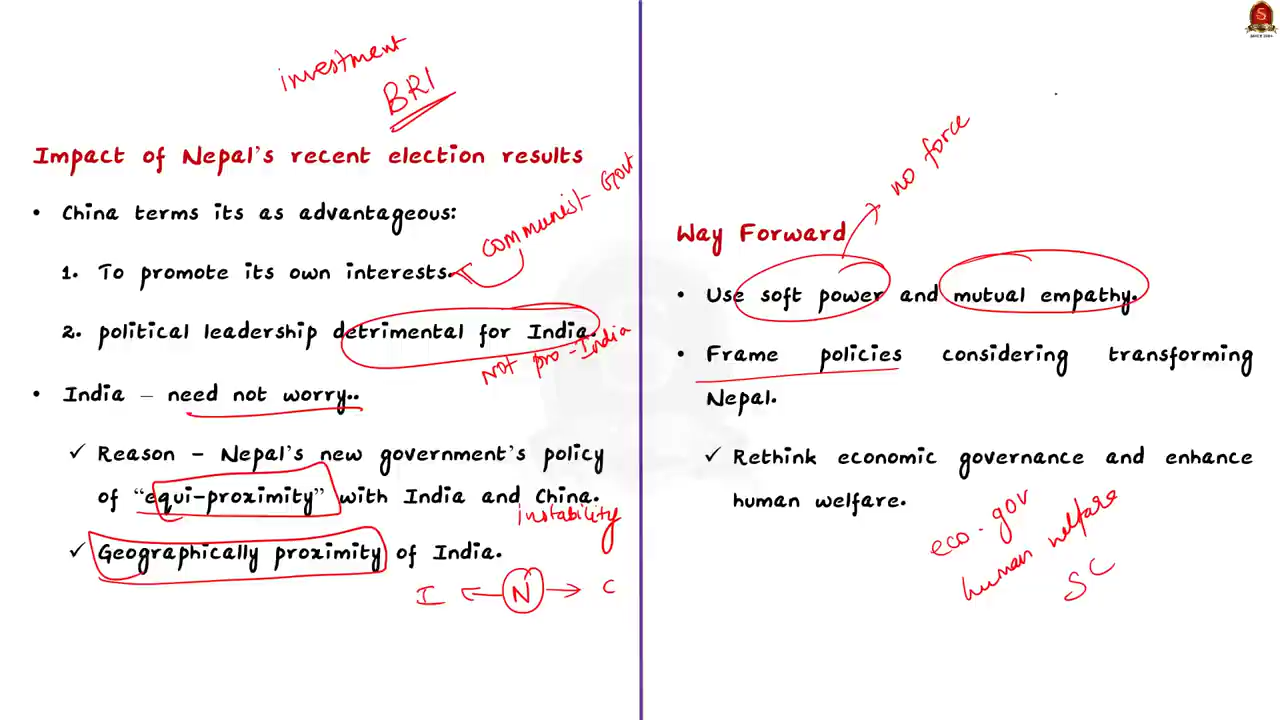 investment
BRI
Impact of Nepal's recent election results
• China terms its as advantageous:
communist Govt
1. To promote its own interests.
2. political leadership detrimental for India.
Not pro-India
• India – need not worry..
✓ Reason – Nepal's new government's policy
of "equi-proximity" with India and China.
instability
✓ Geographically proximity of India.
I ← N → C
no force
Way Forward
• Use soft power and mutual empathy.
• Frame policies considering transforming
Nepal.
✓ Rethink economic governance and enhance
human welfare.
eco-gov
human welfare
SC
S